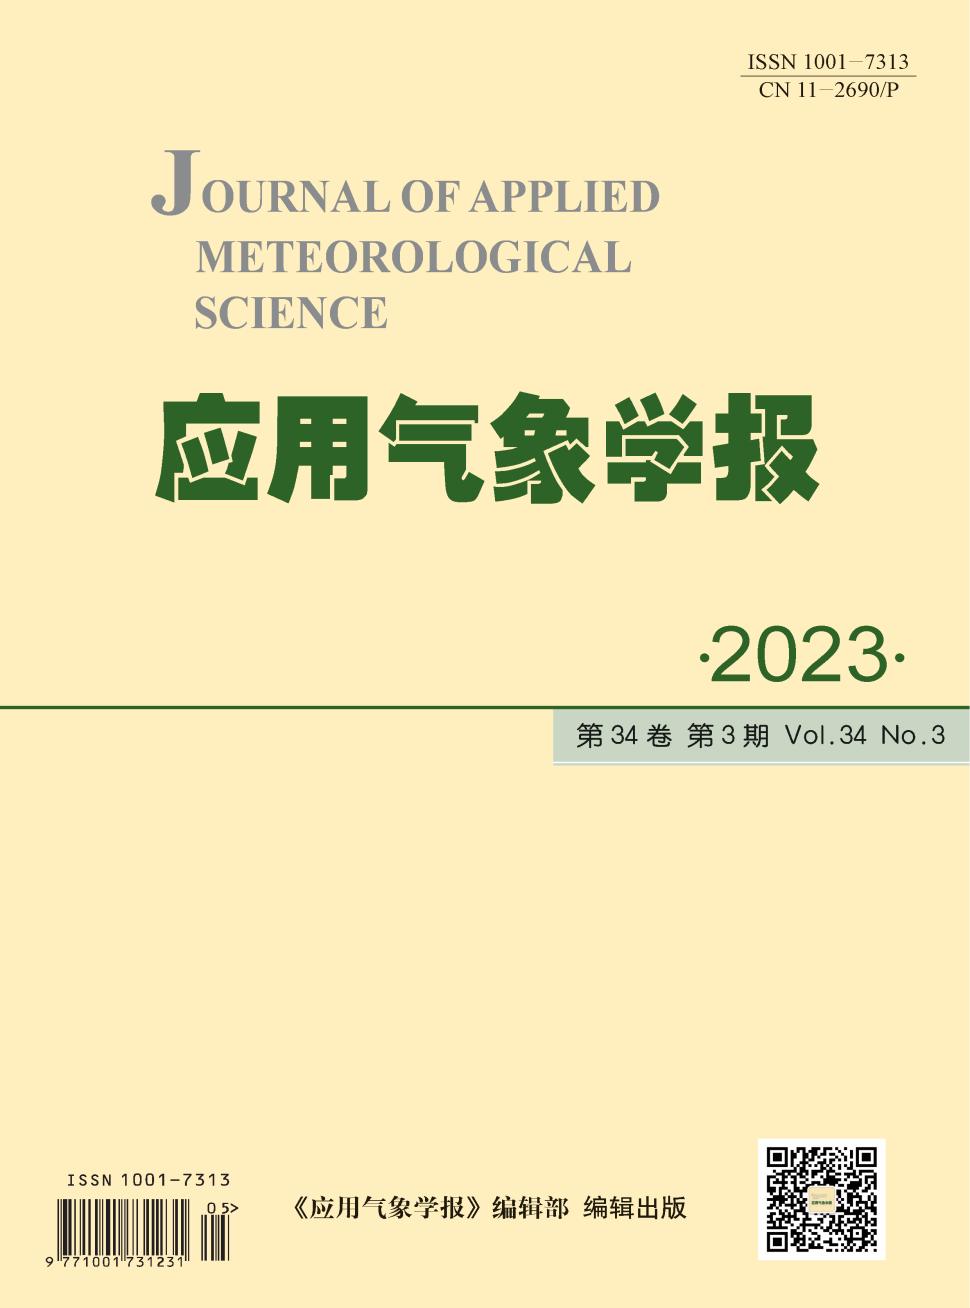 ISSN 1001－7313
CN 11－2690/P
JOURNAL OF APPLIED
METEOROLOGICAL
SCIENCE
应用气象学报
·2023·
第34卷 第3期 Vol.34 No.3
ISSN 1001-7313
05>
9 771001 731231
《应用气象学报》编辑部 编辑出版